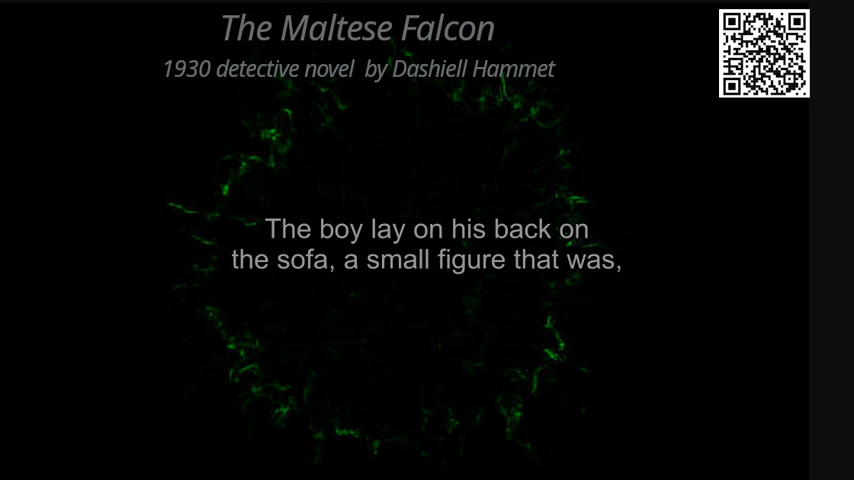 The Maltese Falcon
1930 detective novel by Dashiell Hammet
The boy lay on his back on
the sofa, a small figure that was,